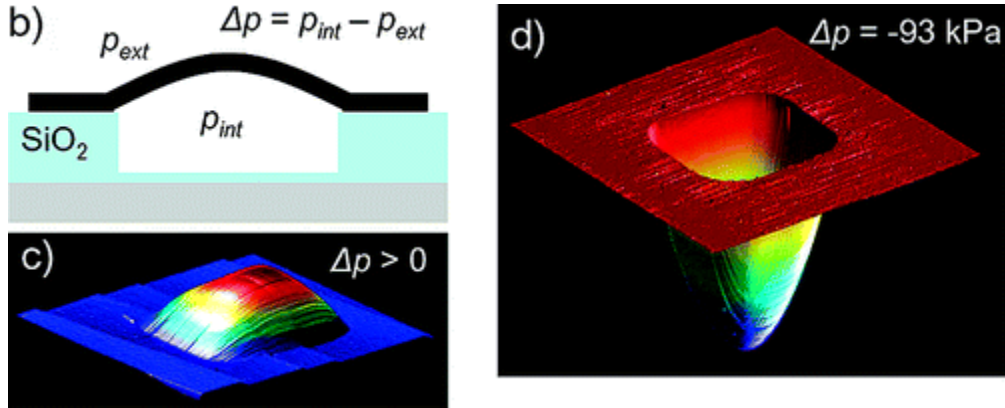 b)
Δp = p_int − p_ext
p_ext
p_int
SiO₂
c)
Δp > 0
d)
Δp = -93 kPa